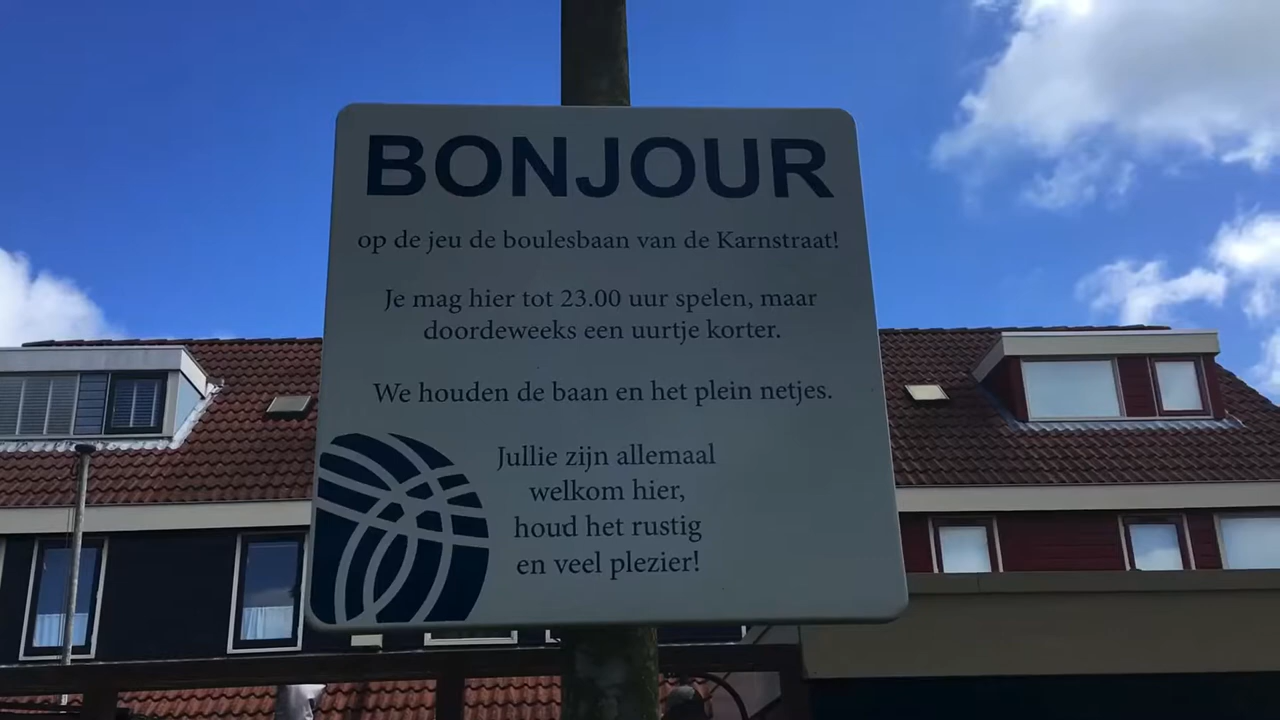 BONJOUR
op de jeu de boulesbaan van de Karnstraat!
Je mag hier tot 23.00 uur spelen, maar
doordeweeks een uurtje korter.
We houden de baan en het plein netjes.
Jullie zijn allemaal
welkom hier,
houd het rustig
en veel plezier!